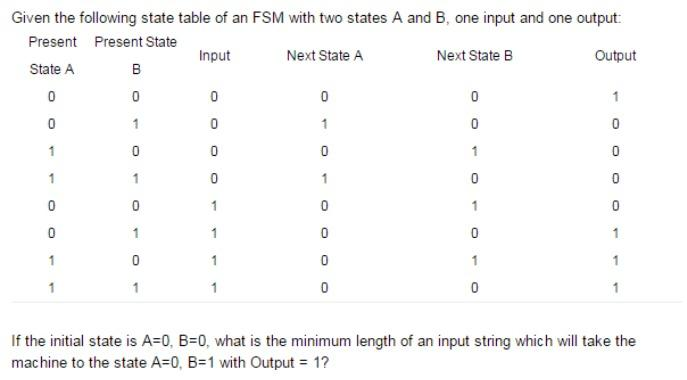 Given the following state table of an FSM with two states A and B, one input and one output:
Present State A Present State B Input Next State A Next State B Output
0 0 0 0 0 1
0 1 0 1 0 0
1 0 0 0 1 0
1 1 0 1 0 0
0 0 1 0 1 0
0 1 1 0 0 1
1 0 1 0 1 1
1 1 1 0 0 1
If the initial state is A=0, B=0, what is the minimum length of an input string which will take the
machine to the state A=0, B=1 with Output = 1?